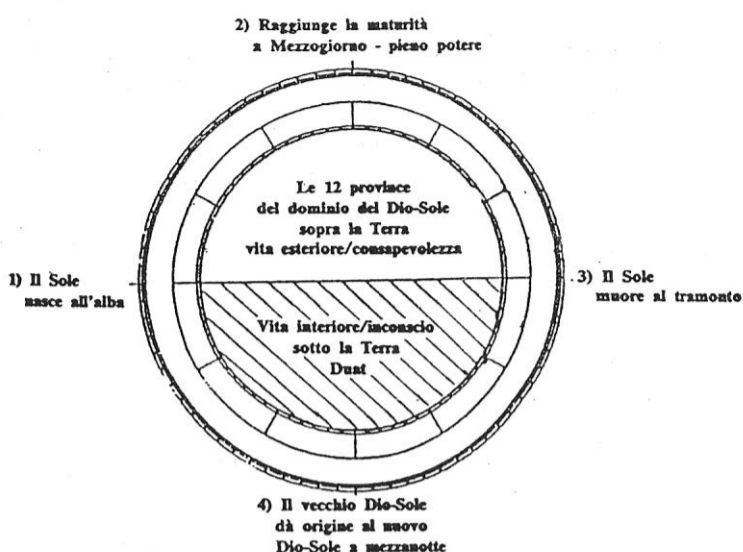 2) Raggiunge la maturità
a Mezzogiorno - pieno potere
Le 12 province
del dominio del Dio-Sole
sopra la Terra
vita esteriore/consapevolezza
1) Il Sole
nasce all'alba
3) Il Sole
muore al tramonto
Vita interiore/inconscio
sotto la Terra
Duat
4) Il vecchio Dio-Sole
dà origine al nuovo
Dio-Sole a mezzanotte